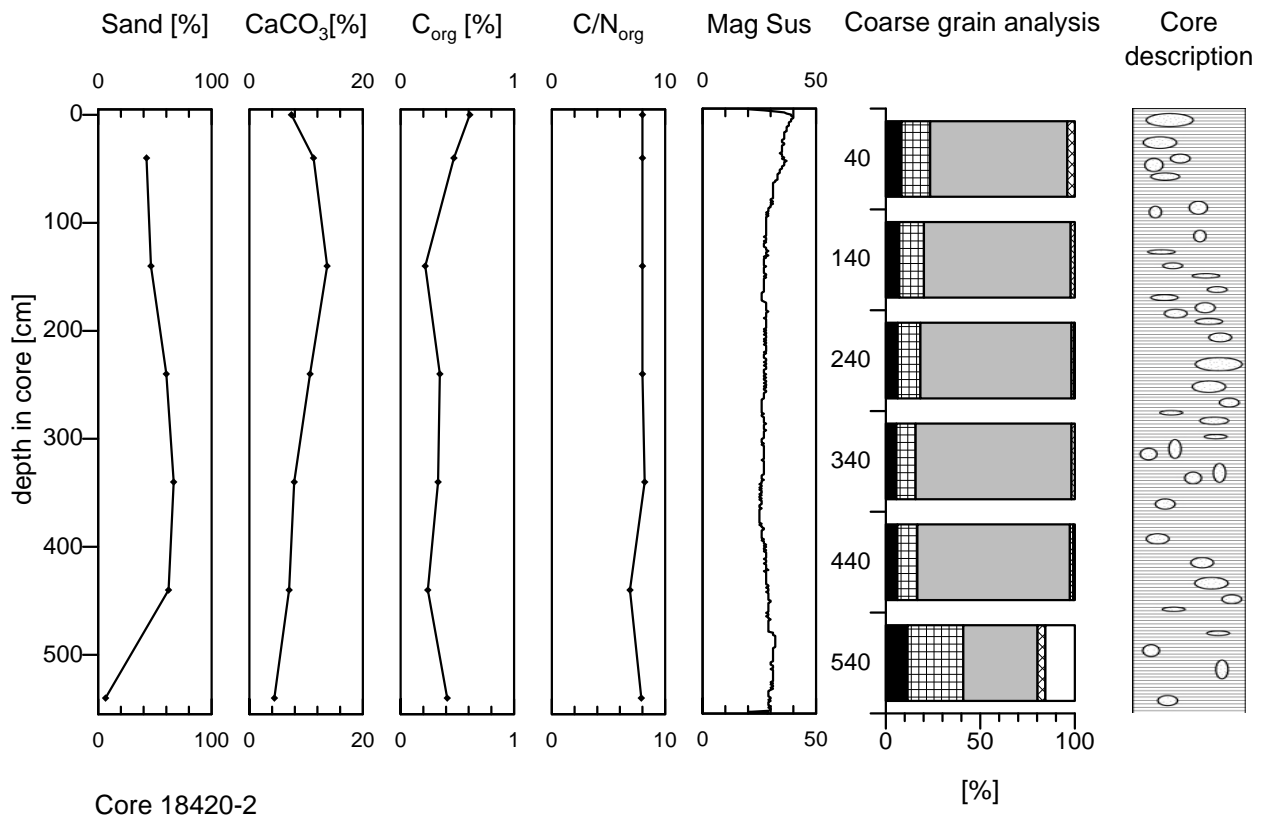 Sand [%] CaCO3[%] Corg [%] C/Norg Mag Sus Coarse grain analysis Core description
0 100 0 20 0 1 0 10 0 50
depth in core [cm]
0
100
200
300
400
500
40
140
240
340
440
540
0 100 0 20 0 1 0 10 0 50 0 50 100
[%]
Core 18420-2